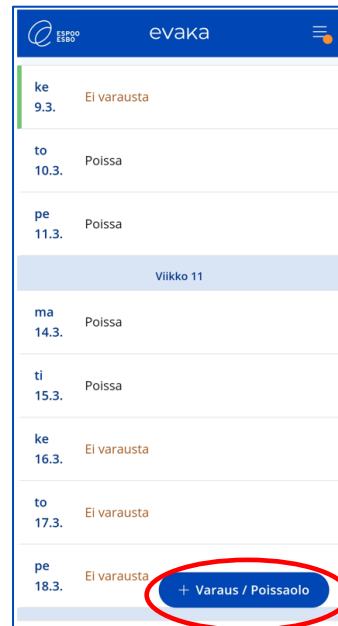 ESPOO
ESBO
evaka
ke
9.3.
Ei varausta
to
10.3.
Poissa
pe
11.3.
Poissa
Viikko 11
ma
14.3.
Poissa
ti
15.3.
Poissa
ke
16.3.
Ei varausta
to
17.3.
Ei varausta
pe
18.3.
Ei varausta
+ Varaus / Poissaolo